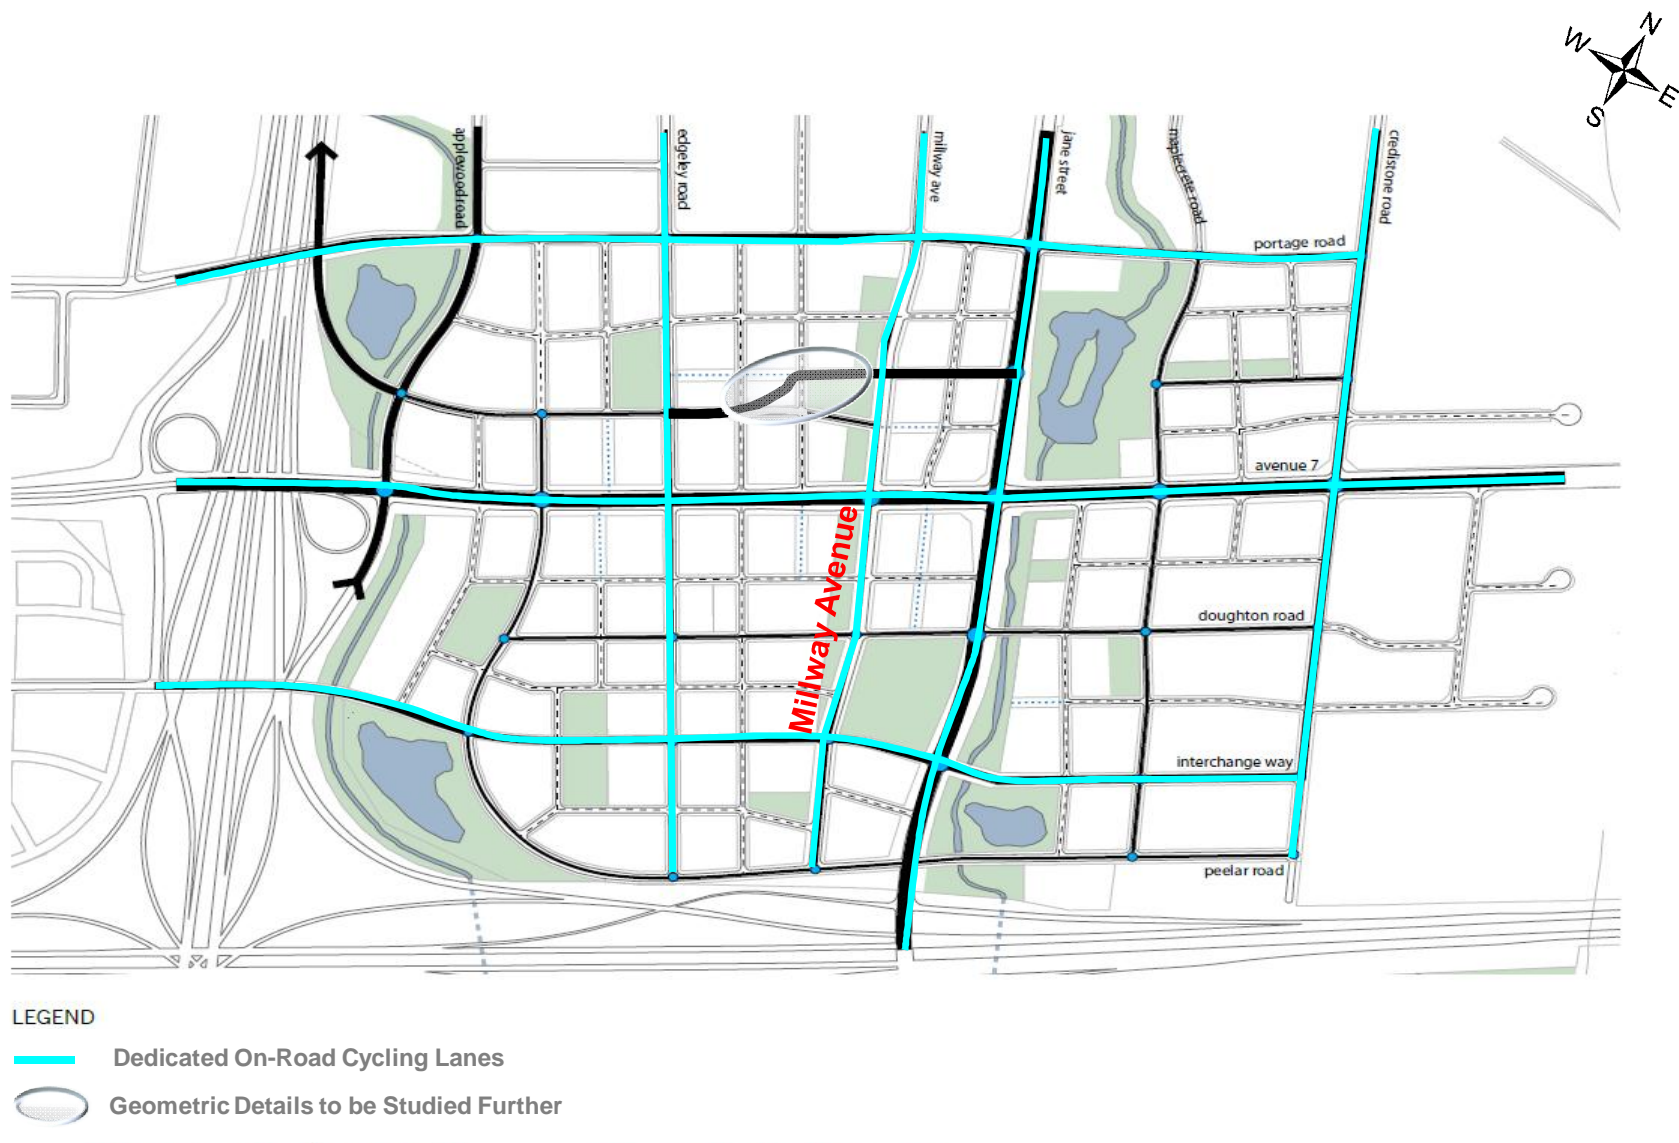 N
W
E
S
applewood road
edgeley road
millway ave
jane street
maplecrete road
creditstone road
portage road
avenue 7
Millway Avenue
doughton road
interchange way
peelar road
LEGEND
Dedicated On-Road Cycling Lanes
Geometric Details to be Studied Further